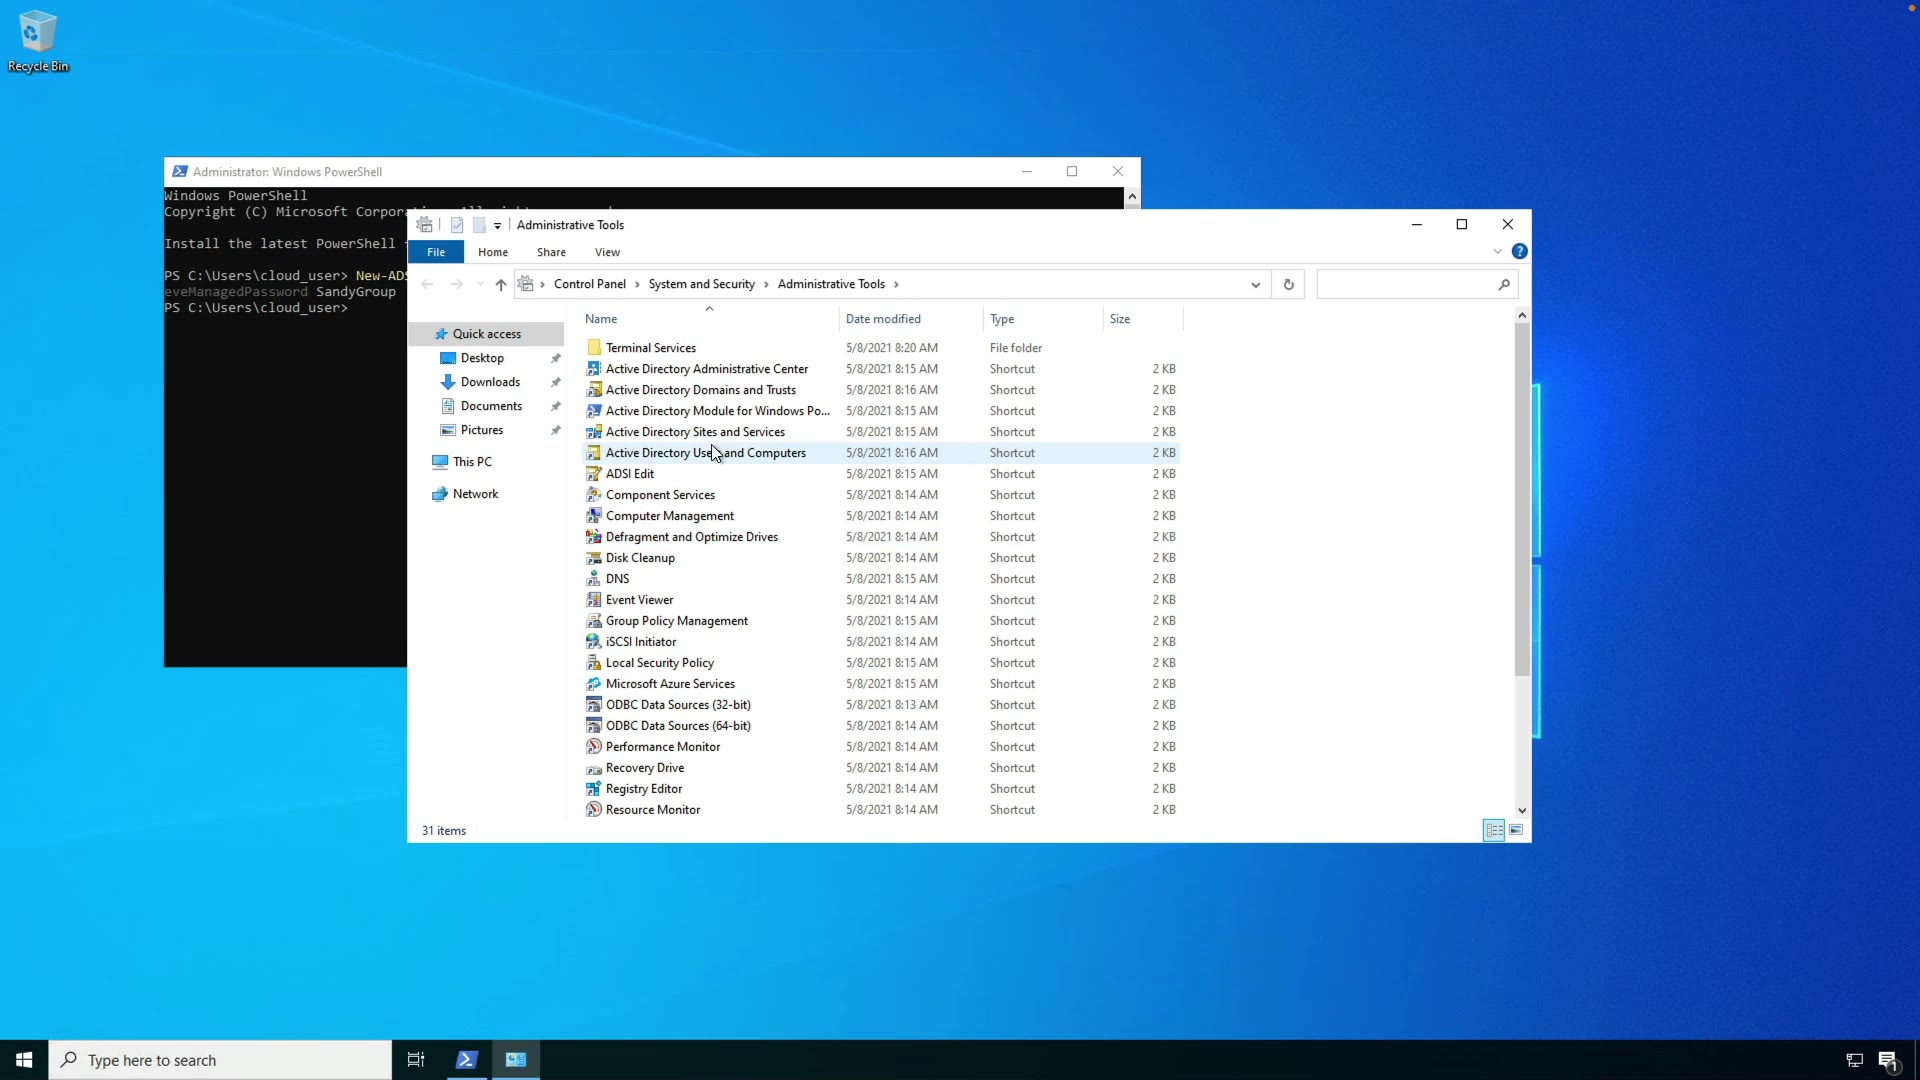 Recycle Bin
Administrator: Windows PowerShell
Windows PowerShell
Copyright (C) Microsoft
Install the latest PowerShell
PS C:\Users\cloud_user> New-ADS
eveManagedPassword SandyGroup
PS C:\Users\cloud_user>
Administrative Tools
File Home Share View
Control Panel > System and Security > Administrative Tools >
Name Date modified Type Size
Quick access
Desktop
Downloads
Documents
Pictures
This PC
Network
Terminal Services 5/8/2021 8:20 AM File folder
Active Directory Administrative Center 5/8/2021 8:15 AM Shortcut 2 KB
Active Directory Domains and Trusts 5/8/2021 8:16 AM Shortcut 2 KB
Active Directory Module for Windows Po... 5/8/2021 8:15 AM Shortcut 2 KB
Active Directory Sites and Services 5/8/2021 8:15 AM Shortcut 2 KB
Active Directory Users and Computers 5/8/2021 8:16 AM Shortcut 2 KB
ADSI Edit 5/8/2021 8:15 AM Shortcut 2 KB
Component Services 5/8/2021 8:14 AM Shortcut 2 KB
Computer Management 5/8/2021 8:14 AM Shortcut 2 KB
Defragment and Optimize Drives 5/8/2021 8:14 AM Shortcut 2 KB
Disk Cleanup 5/8/2021 8:14 AM Shortcut 2 KB
DNS 5/8/2021 8:15 AM Shortcut 2 KB
Event Viewer 5/8/2021 8:14 AM Shortcut 2 KB
Group Policy Management 5/8/2021 8:15 AM Shortcut 2 KB
iSCSI Initiator 5/8/2021 8:14 AM Shortcut 2 KB
Local Security Policy 5/8/2021 8:15 AM Shortcut 2 KB
Microsoft Azure Services 5/8/2021 8:15 AM Shortcut 2 KB
ODBC Data Sources (32-bit) 5/8/2021 8:13 AM Shortcut 2 KB
ODBC Data Sources (64-bit) 5/8/2021 8:14 AM Shortcut 2 KB
Performance Monitor 5/8/2021 8:14 AM Shortcut 2 KB
Recovery Drive 5/8/2021 8:14 AM Shortcut 2 KB
Registry Editor 5/8/2021 8:14 AM Shortcut 2 KB
Resource Monitor 5/8/2021 8:14 AM Shortcut 2 KB
31 items
Type here to search
1